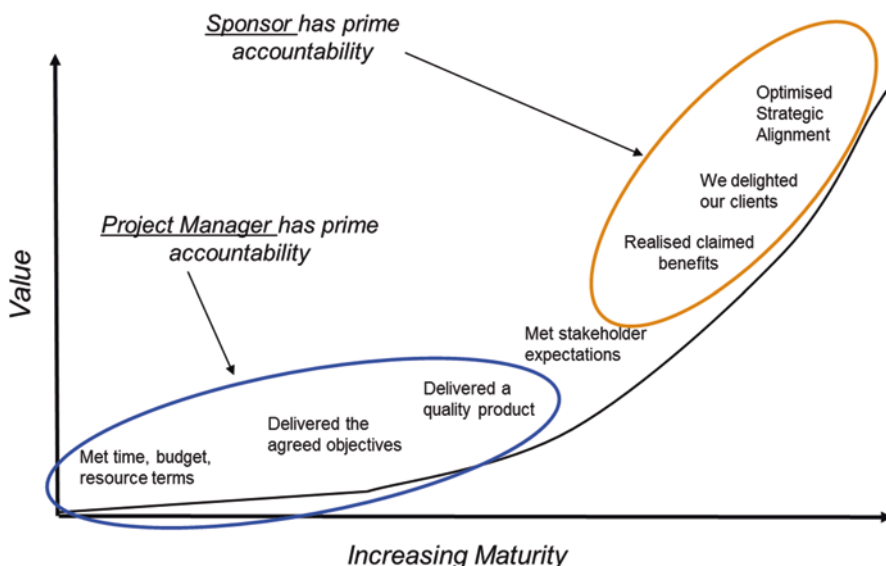 Sponsor has prime
accountability
Optimised
Strategic
Alignment
We delighted
our clients
Project Manager has prime
accountability
Realised claimed
benefits
Value
Met stakeholder
expectations
Delivered a
quality product
Delivered the
agreed objectives
Met time, budget,
resource terms
Increasing Maturity